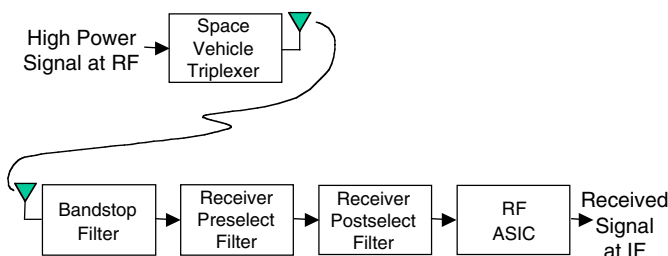 High Power
Signal at RF
Space
Vehicle
Triplexer
Bandstop
Filter
Receiver
Preselect
Filter
Receiver
Postselect
Filter
RF
ASIC
Received
Signal
at IF